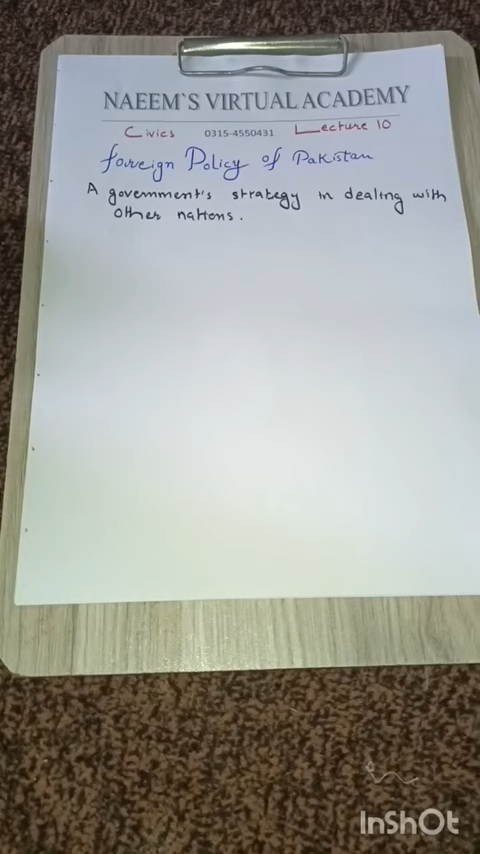 NAEEM`S VIRTUAL ACADEMY
Civics 0315-4550431 Lecture 10
foreign Policy of Pakistan
A government's strategy in dealing with
other nations.
InShOt